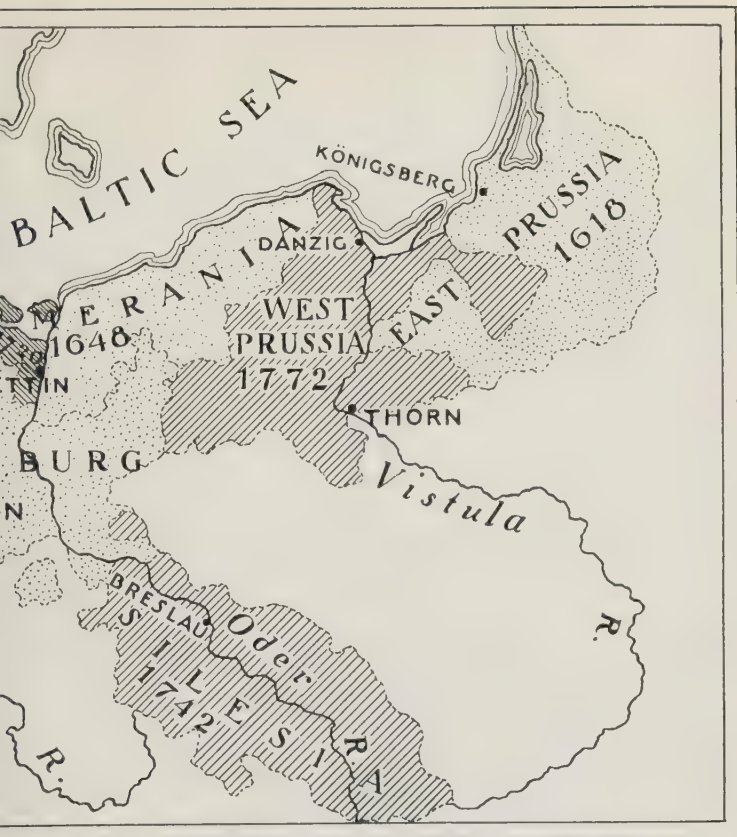 BALTIC SEA
KÖNIGSBERG
PRUSSIA
1618
DANZIG
MERANIA
1648
WEST
PRUSSIA
1772
EAST
ETTIN
THORN
BURG
N
Vistula
R.
BRESLAU
Oder
R.
SILESIA
1742
R.